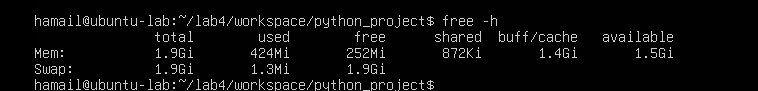 hamail@ubuntu-lab:~/lab4/workspace/python_project$ free -h
total used free shared buff/cache available
Mem: 1.9Gi 424Mi 252Mi 872Ki 1.4Gi 1.5Gi
Swap: 1.9Gi 1.3Mi 1.9Gi
hamail@ubuntu-lab:~/lab4/workspace/python_project$